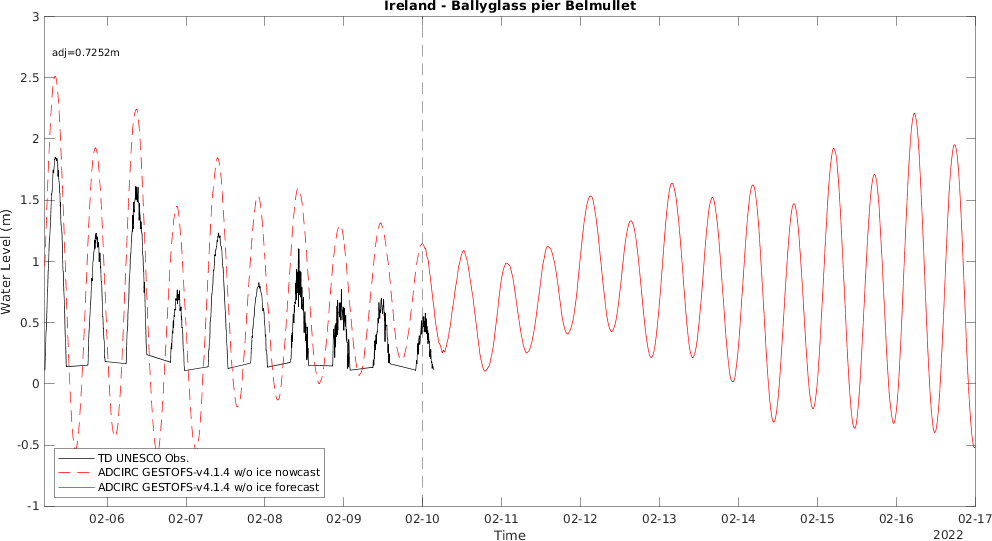 Ireland - Ballyglass pier Belmullet
adj=0.7252m
3
2.5
2
1.5
1
0.5
0
-0.5
-1
Water Level (m)
TD UNESCO Obs.
ADCIRC GESTOFS-v4.1.4 w/o ice nowcast
ADCIRC GESTOFS-v4.1.4 w/o ice forecast
02-06 02-07 02-08 02-09 02-10 02-11 02-12 02-13 02-14 02-15 02-16 02-17
Time
2022